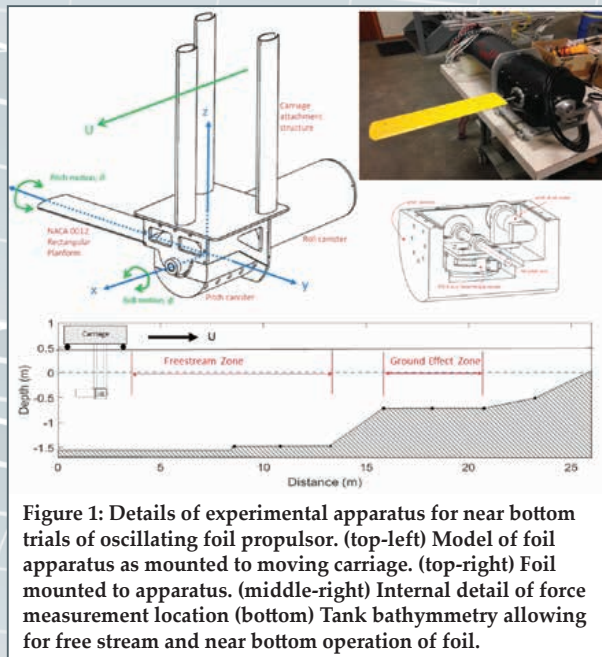 U
z
Carriage
attachment
structure
Pitch motion, θ
NACA 0012
Rectangular
Planform
Roll canister
x
y
Roll motion, ϕ
Pitch canister
1
0.5
0
-0.5
-1
-1.5
Depth (m)
Carriage
U
Freestream Zone
Ground Effect Zone
0
5
10
15
20
25
Distance (m)
Figure 1: Details of experimental apparatus for near bottom
trials of oscillating foil propulsor. (top-left) Model of foil
apparatus as mounted to moving carriage. (top-right) Foil
mounted to apparatus. (middle-right) Internal detail of force
measurement location (bottom) Tank bathymmetry allowing
for free stream and near bottom operation of foil.